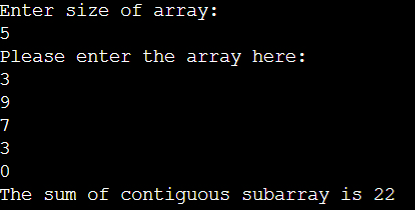 Enter size of array:
5
Please enter the array here:
3
9
7
3
0
The sum of contiguous subarray is 22